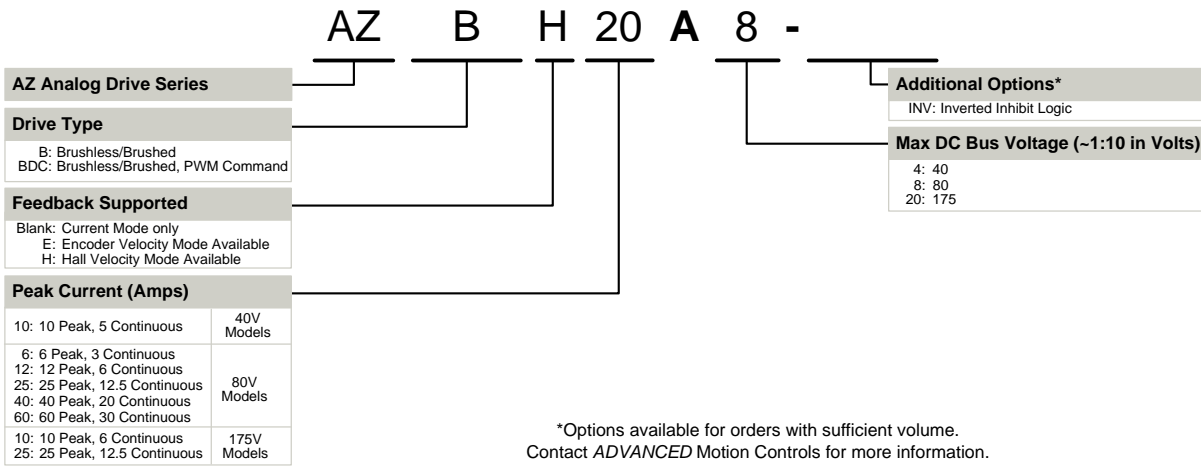 AZ B H 20 A 8 -
AZ Analog Drive Series
Drive Type
B: Brushless/Brushed
BDC: Brushless/Brushed, PWM Command
Feedback Supported
Blank: Current Mode only
E: Encoder Velocity Mode Available
H: Hall Velocity Mode Available
Peak Current (Amps)
10: 10 Peak, 5 Continuous
40V
Models
6: 6 Peak, 3 Continuous
12: 12 Peak, 6 Continuous
25: 25 Peak, 12.5 Continuous
40: 40 Peak, 20 Continuous
60: 60 Peak, 30 Continuous
80V
Models
10: 10 Peak, 6 Continuous
25: 25 Peak, 12.5 Continuous
175V
Models
Additional Options*
INV: Inverted Inhibit Logic
Max DC Bus Voltage (~1:10 in Volts)
4: 40
8: 80
20: 175
*Options available for orders with sufficient volume.
Contact ADVANCED Motion Controls for more information.